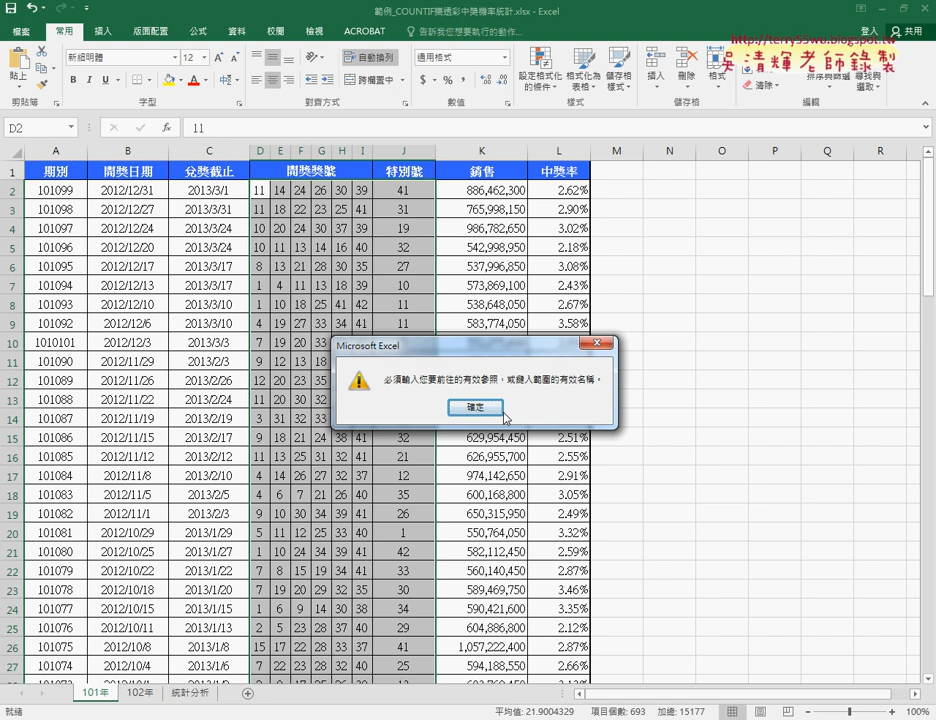 範例_COUNTIF樂透彩中獎機率統計.xlsx - Excel
檔案 常用 插入 版面配置 公式 資料 校閱 檢視 ACROBAT 告訴我您想要執行的動作... 登入 共用
http://terry55wu.blogspot.tw
吳清輝老師錄製
貼上 新細明體 12 自動換列 跨欄置中 通用格式 設定格式化的條件 格式化為表格 儲存格樣式 插入 刪除 格式 清除 排序與篩選 尋找與選取
剪貼簿 字型 對齊方式 數值 樣式 儲存格 編輯
D2 fx 11
A B C D E F G H I J K L M N O P Q R
1 期別 開獎日期 兌獎截止 開獎獎號 特別號 銷售 中獎率
2 101099 2012/12/31 2013/3/1 11 14 24 26 30 39 41 886,462,300 2.62%
3 101098 2012/12/27 2013/3/31 11 18 22 23 25 41 31 765,998,150 2.90%
4 101097 2012/12/24 2013/3/24 10 20 24 30 37 39 19 986,782,650 3.02%
5 101096 2012/12/20 2013/3/24 10 11 13 14 16 40 32 542,998,950 2.18%
6 101095 2012/12/17 2013/3/17 8 13 21 28 30 35 27 537,996,850 3.08%
7 101094 2012/12/13 2013/3/17 1 4 11 13 18 39 10 573,869,100 2.43%
8 101093 2012/12/10 2013/3/10 1 10 18 25 41 42 11 538,648,050 2.67%
9 101092 2012/12/6 2013/3/10 4 19 27 33 34 41 11 583,774,050 3.58%
10 1010101 2012/12/3 2013/3/3 7 19 20 33
11 101090 2012/11/29 2013/2/3 9 12 13 18
12 101089 2012/11/26 2013/2/26 12 20 23 35
13 101088 2012/11/22 2013/2/24 11 20 30 32
14 101087 2012/11/19 2013/2/19 3 31 32 33
15 101086 2012/11/15 2013/2/17 9 18 21 24 38 41 32 629,954,450 2.51%
16 101085 2012/11/12 2013/2/12 11 13 25 31 32 41 21 626,955,700 2.55%
17 101084 2012/11/8 2013/2/10 4 14 26 27 32 37 12 974,142,650 2.91%
18 101083 2012/11/5 2013/2/5 4 6 7 21 26 40 35 600,168,800 3.05%
19 101082 2012/11/1 2013/2/3 9 10 30 34 39 41 26 650,315,950 2.49%
20 101081 2012/10/29 2013/1/29 5 11 12 25 33 40 1 550,764,050 3.32%
21 101080 2012/10/25 2013/1/27 1 10 24 34 39 41 42 582,112,450 2.59%
22 101079 2012/10/22 2013/1/22 7 8 15 19 34 41 33 560,140,450 2.87%
23 101078 2012/10/18 2013/1/20 7 19 20 29 32 35 30 589,469,750 3.46%
24 101077 2012/10/15 2013/1/15 1 6 9 14 30 38 34 590,421,600 3.35%
25 101076 2012/10/11 2013/1/13 2 5 23 28 37 40 29 604,886,800 2.12%
26 101075 2012/10/8 2013/1/8 15 17 22 28 33 37 41 1,057,222,400 2.87%
27 101074 2012/10/4 2013/1/6 7 22 23 28 32 40 25 594,188,550 2.66%
Microsoft Excel
必須輸入您要前往的有效參照，或鍵入範圍的有效名稱。
確定
101年 102年 統計分析
就緒 平均值: 21.9004329 項目個數: 693 加總: 15177 100%